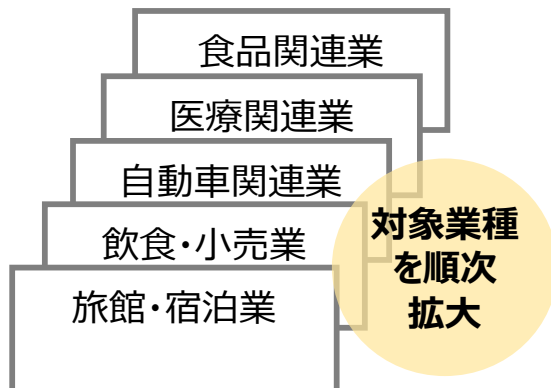 食品関連業
医療関連業
自動車関連業
飲食・小売業
旅館・宿泊業
対象業種
を順次
拡大